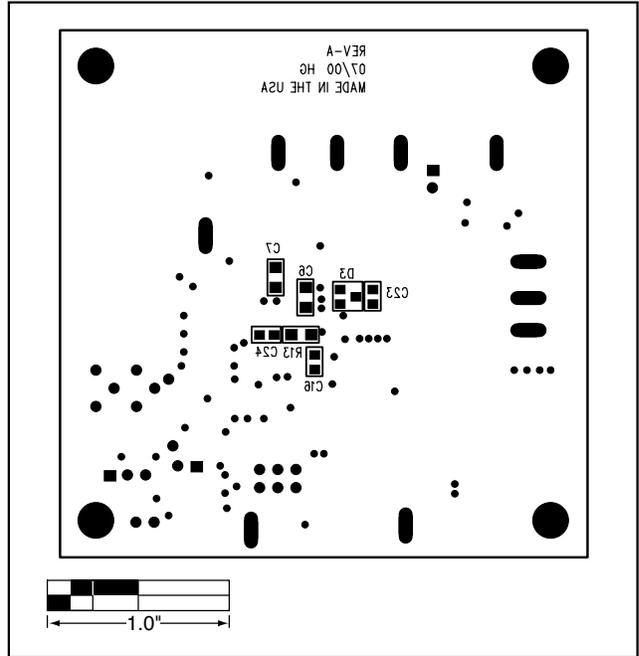 REV-A
07/00 HG
MADE IN THE USA
C7
C6
D3
C23
C24
R13
C16
1.0"